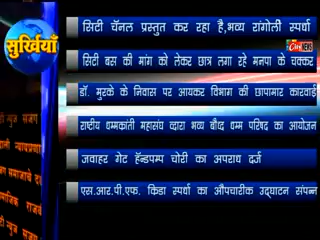 सुर्खियाँ
सिटी चॅनल प्रस्तुत कर रहा है,भव्य रांगोली स्पर्धा
सिटी बस की मांग को लेकर छात्र लगा रहे मनपा के चक्कर
डॉ. मुरके के निवास पर आयकर विभाग की छापामार कारवाई
राष्ट्रीय धम्मक्रांती महासंघ व्दारा भव्य बौध्द धम्म परिषद का आयोजन
जवाहर गेट हॅन्डपम्प चोरी का अपराध दर्ज
एस.आर.पी.एफ. क्रिडा स्पर्धा का औपचारीक उद्घाटन संपन्न